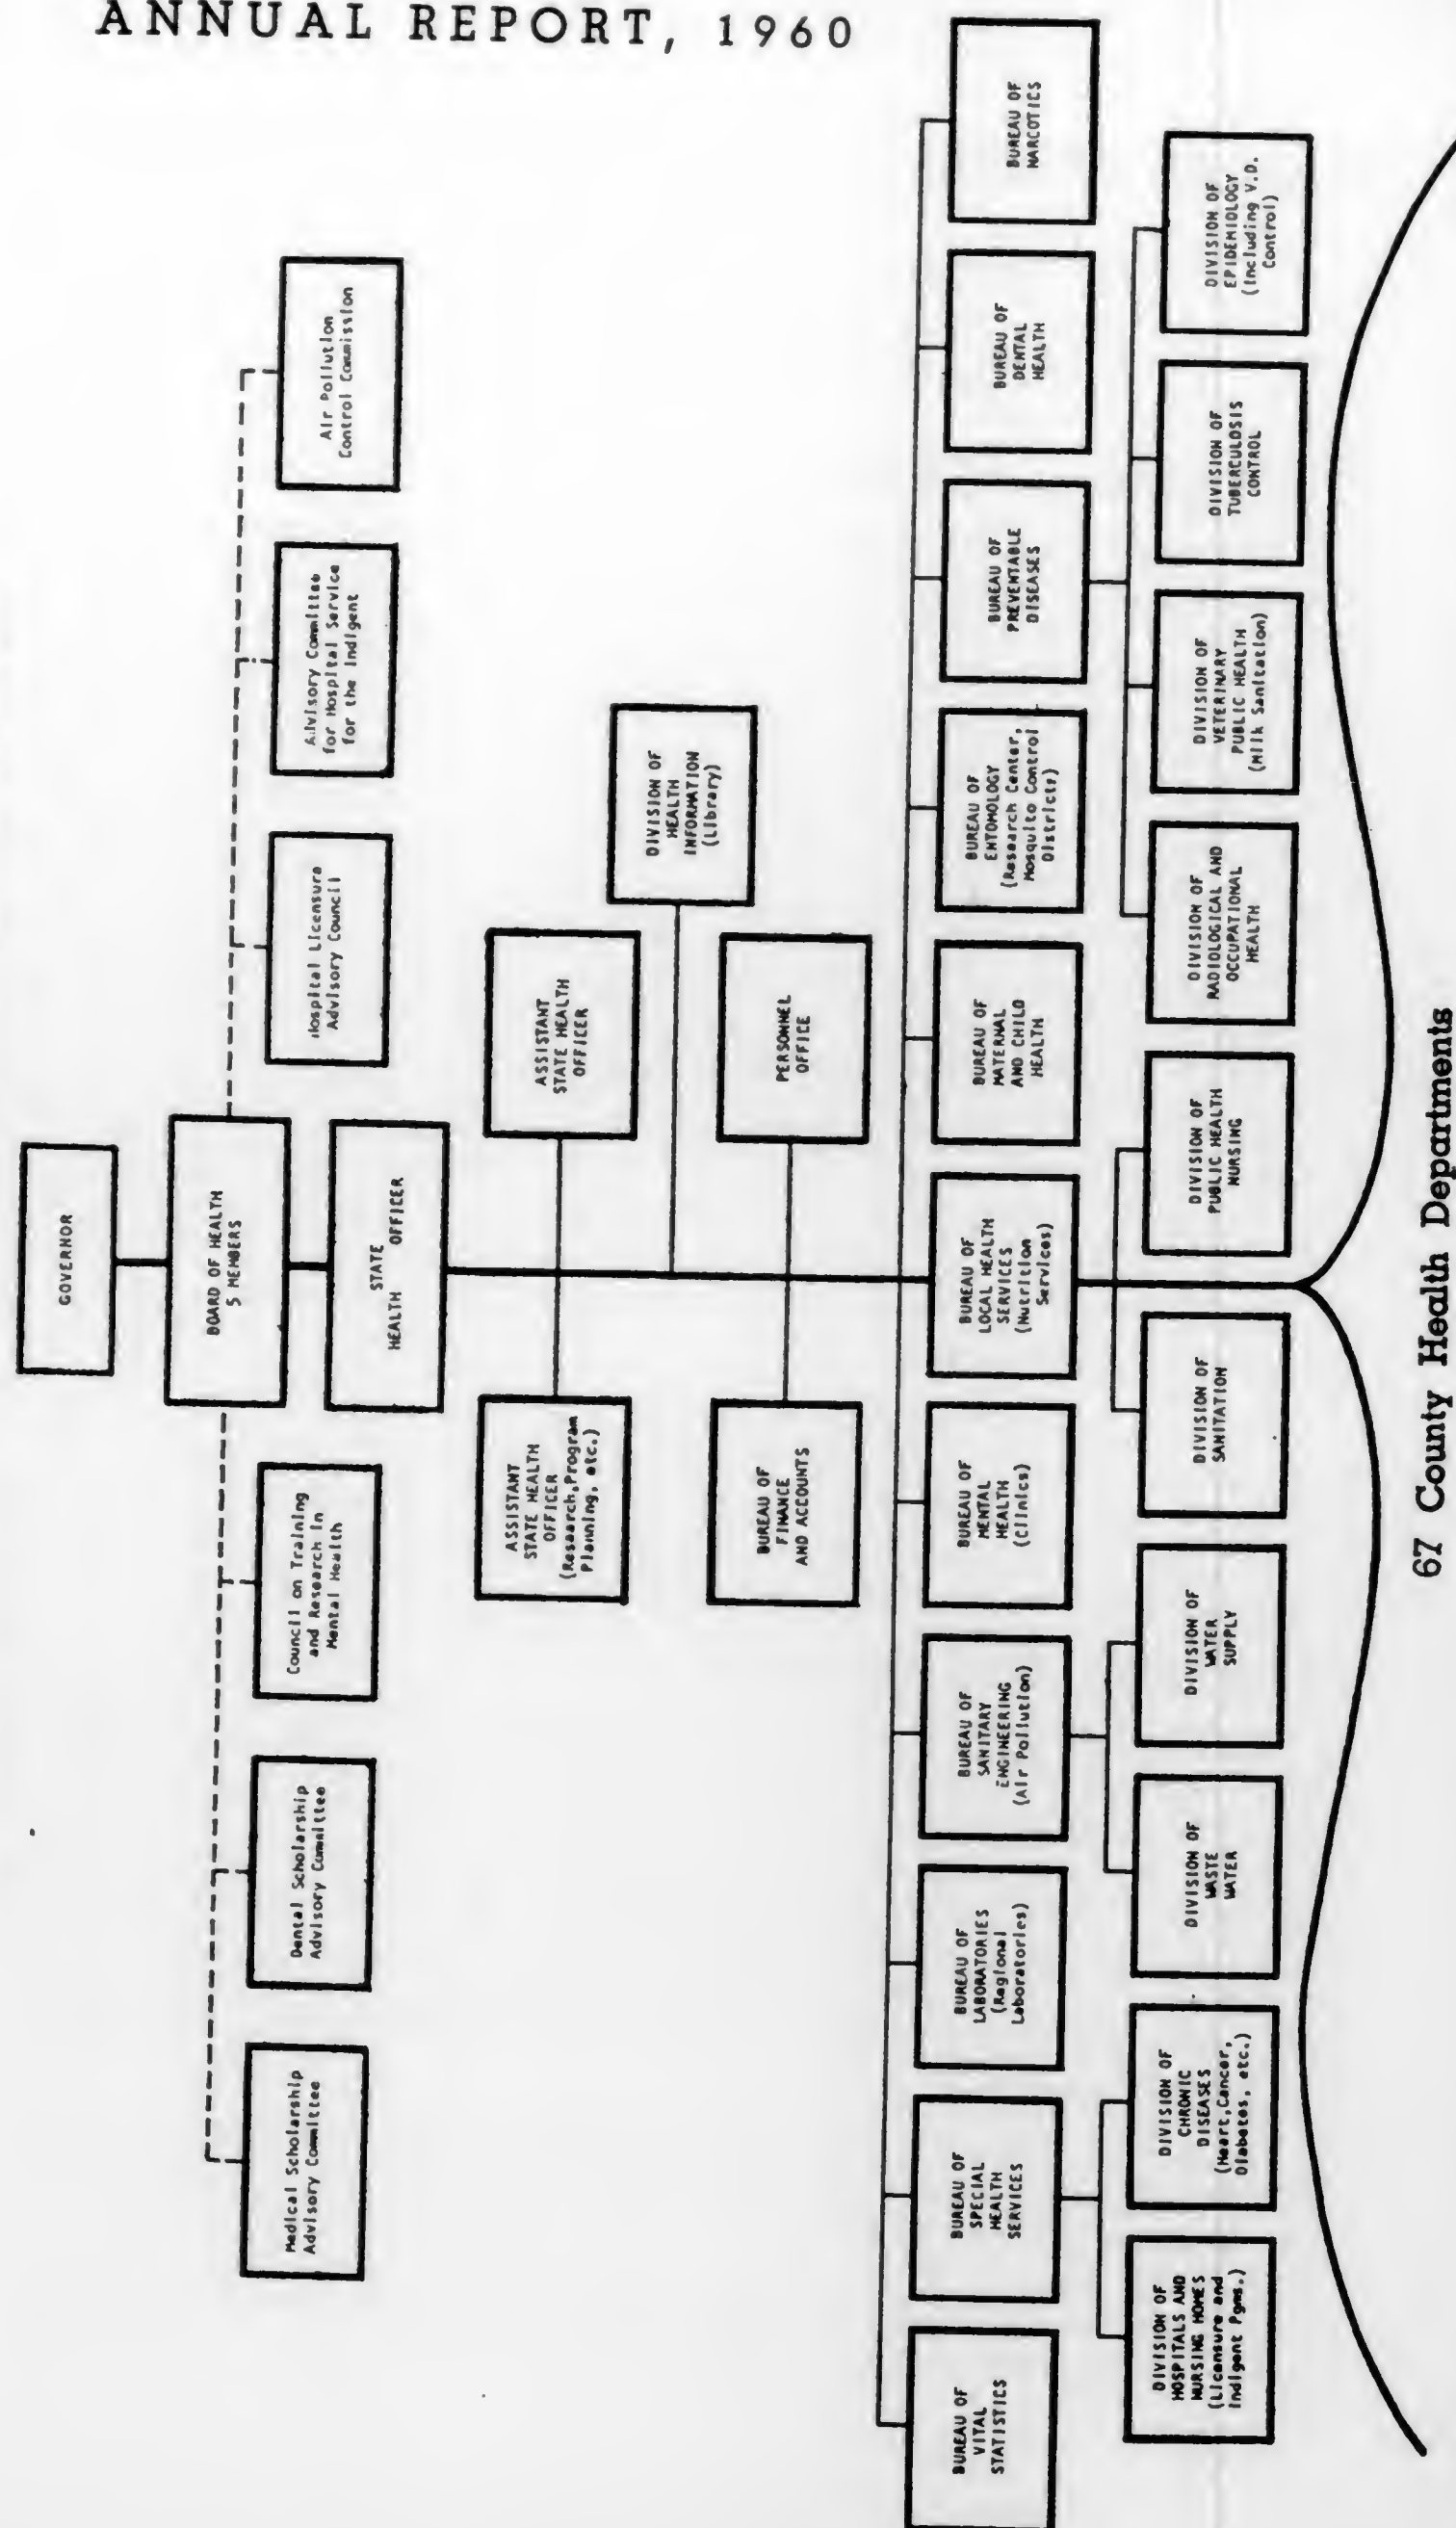 ANNUAL REPORT, 1960
GOVERNOR
BOARD OF HEALTH
5 MEMBERS
STATE
HEALTH OFFICER
Medical Scholarship
Advisory Committee
Dental Scholarship
Advisory Committee
Council on Training
and Research in
Mental Health
Hospital Licensure
Advisory Council
Advisory Committee
for Hospital Service
for the Indigent
Air Pollution
Control Commission
ASSISTANT
STATE HEALTH
OFFICER
(Research,Program
Planning, etc.)
ASSISTANT
STATE HEALTH
OFFICER
DIVISION OF
HEALTH
INFORMATION
(Library)
BUREAU OF
FINANCE
AND ACCOUNTS
PERSONNEL
OFFICE
BUREAU OF
VITAL
STATISTICS
BUREAU OF
SPECIAL
HEALTH
SERVICES
BUREAU OF
LABORATORIES
(Regional
Laboratories)
BUREAU OF
SANITARY
ENGINEERING
(Air Pollution)
BUREAU OF
MENTAL
HEALTH
(Clinics)
BUREAU OF
LOCAL HEALTH
SERVICES
(Nutrition
Services)
BUREAU OF
MATERNAL
AND CHILD
HEALTH
BUREAU OF
ENTOMOLOGY
(Research Center,
Mosquito Control
Districts)
BUREAU OF
PREVENTABLE
DISEASES
BUREAU OF
DENTAL
HEALTH
BUREAU OF
NARCOTICS
DIVISION OF
HOSPITALS AND
NURSING HOMES
(Licensure and
Indigent Pgms.)
DIVISION OF
CHRONIC
DISEASES
(Heart,Cancer,
Diabetes, etc.)
DIVISION OF
WASTE
WATER
DIVISION OF
WATER
SUPPLY
DIVISION OF
SANITATION
DIVISION OF
PUBLIC HEALTH
NURSING
DIVISION OF
RADIOLOGICAL AND
OCCUPATIONAL
HEALTH
DIVISION OF
VETERINARY
PUBLIC HEALTH
(Milk Sanitation)
DIVISION OF
TUBERCULOSIS
CONTROL
DIVISION OF
EPIDEMIOLOGY
(Including V.D.
Control)
67 County Health Departments